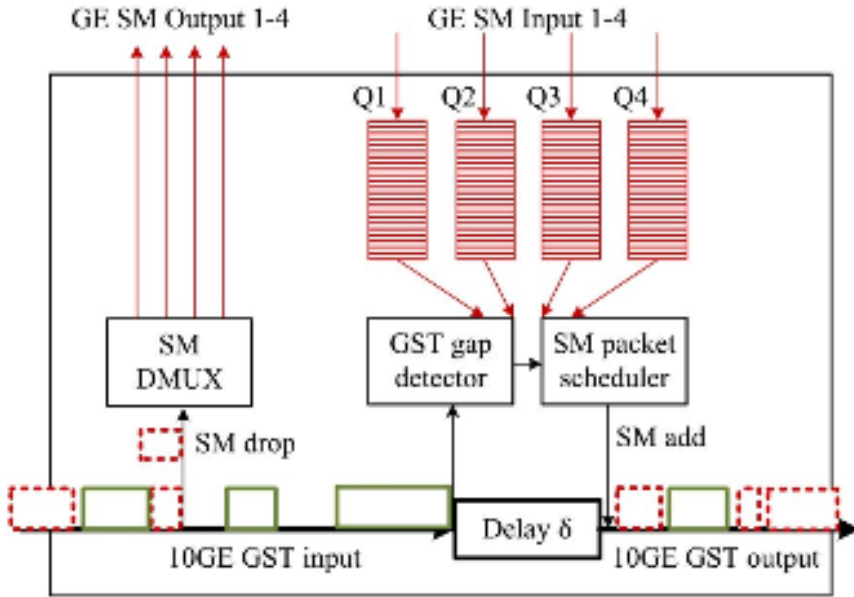 GE SM Output 1-4
GE SM Input 1-4
Q1
Q2
Q3
Q4
SM
DMUX
GST gap
detector
SM packet
scheduler
SM drop
SM add
Delay δ
10GE GST input
10GE GST output